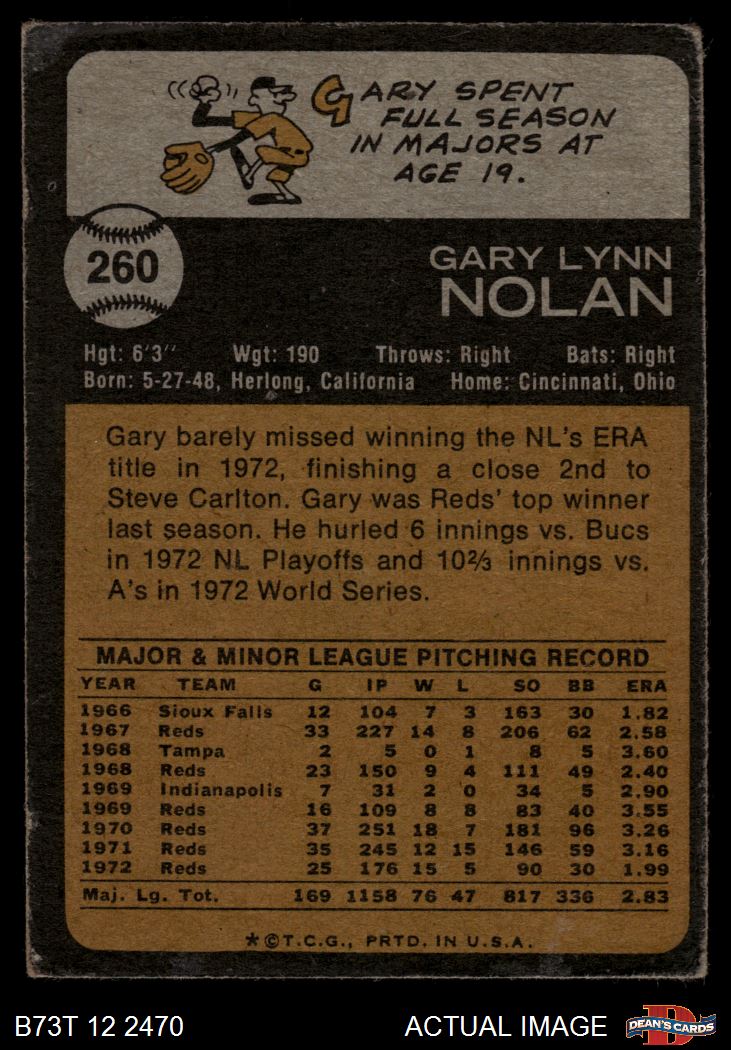 GARY SPENT
FULL SEASON
IN MAJORS AT
AGE 19.
260
GARY LYNN
NOLAN
Hgt: 6'3" Wgt: 190 Throws: Right Bats: Right
Born: 5-27-48, Herlong, California Home: Cincinnati, Ohio
Gary barely missed winning the NL's ERA
title in 1972, finishing a close 2nd to
Steve Carlton. Gary was Reds' top winner
last season. He hurled 6 innings vs. Bucs
in 1972 NL Playoffs and 10⅔ innings vs.
A's in 1972 World Series.
MAJOR & MINOR LEAGUE PITCHING RECORD
YEAR TEAM G IP W L SO BB ERA
1966 Sioux Falls 12 104 7 3 163 30 1.82
1967 Reds 33 227 14 8 206 62 2.58
1968 Tampa 2 5 0 1 8 5 3.60
1968 Reds 23 150 9 4 111 49 2.40
1969 Indianapolis 7 31 2 0 34 5 2.90
1969 Reds 16 109 8 8 83 40 3.55
1970 Reds 37 251 18 7 181 96 3.26
1971 Reds 35 245 12 15 146 59 3.16
1972 Reds 25 176 15 5 90 30 1.99
Maj. Lg. Tot. 169 1158 76 47 817 336 2.83
*©T.C.G., PRTD. IN U.S.A.
B73T 12 2470 ACTUAL IMAGE DEAN'S CARDS